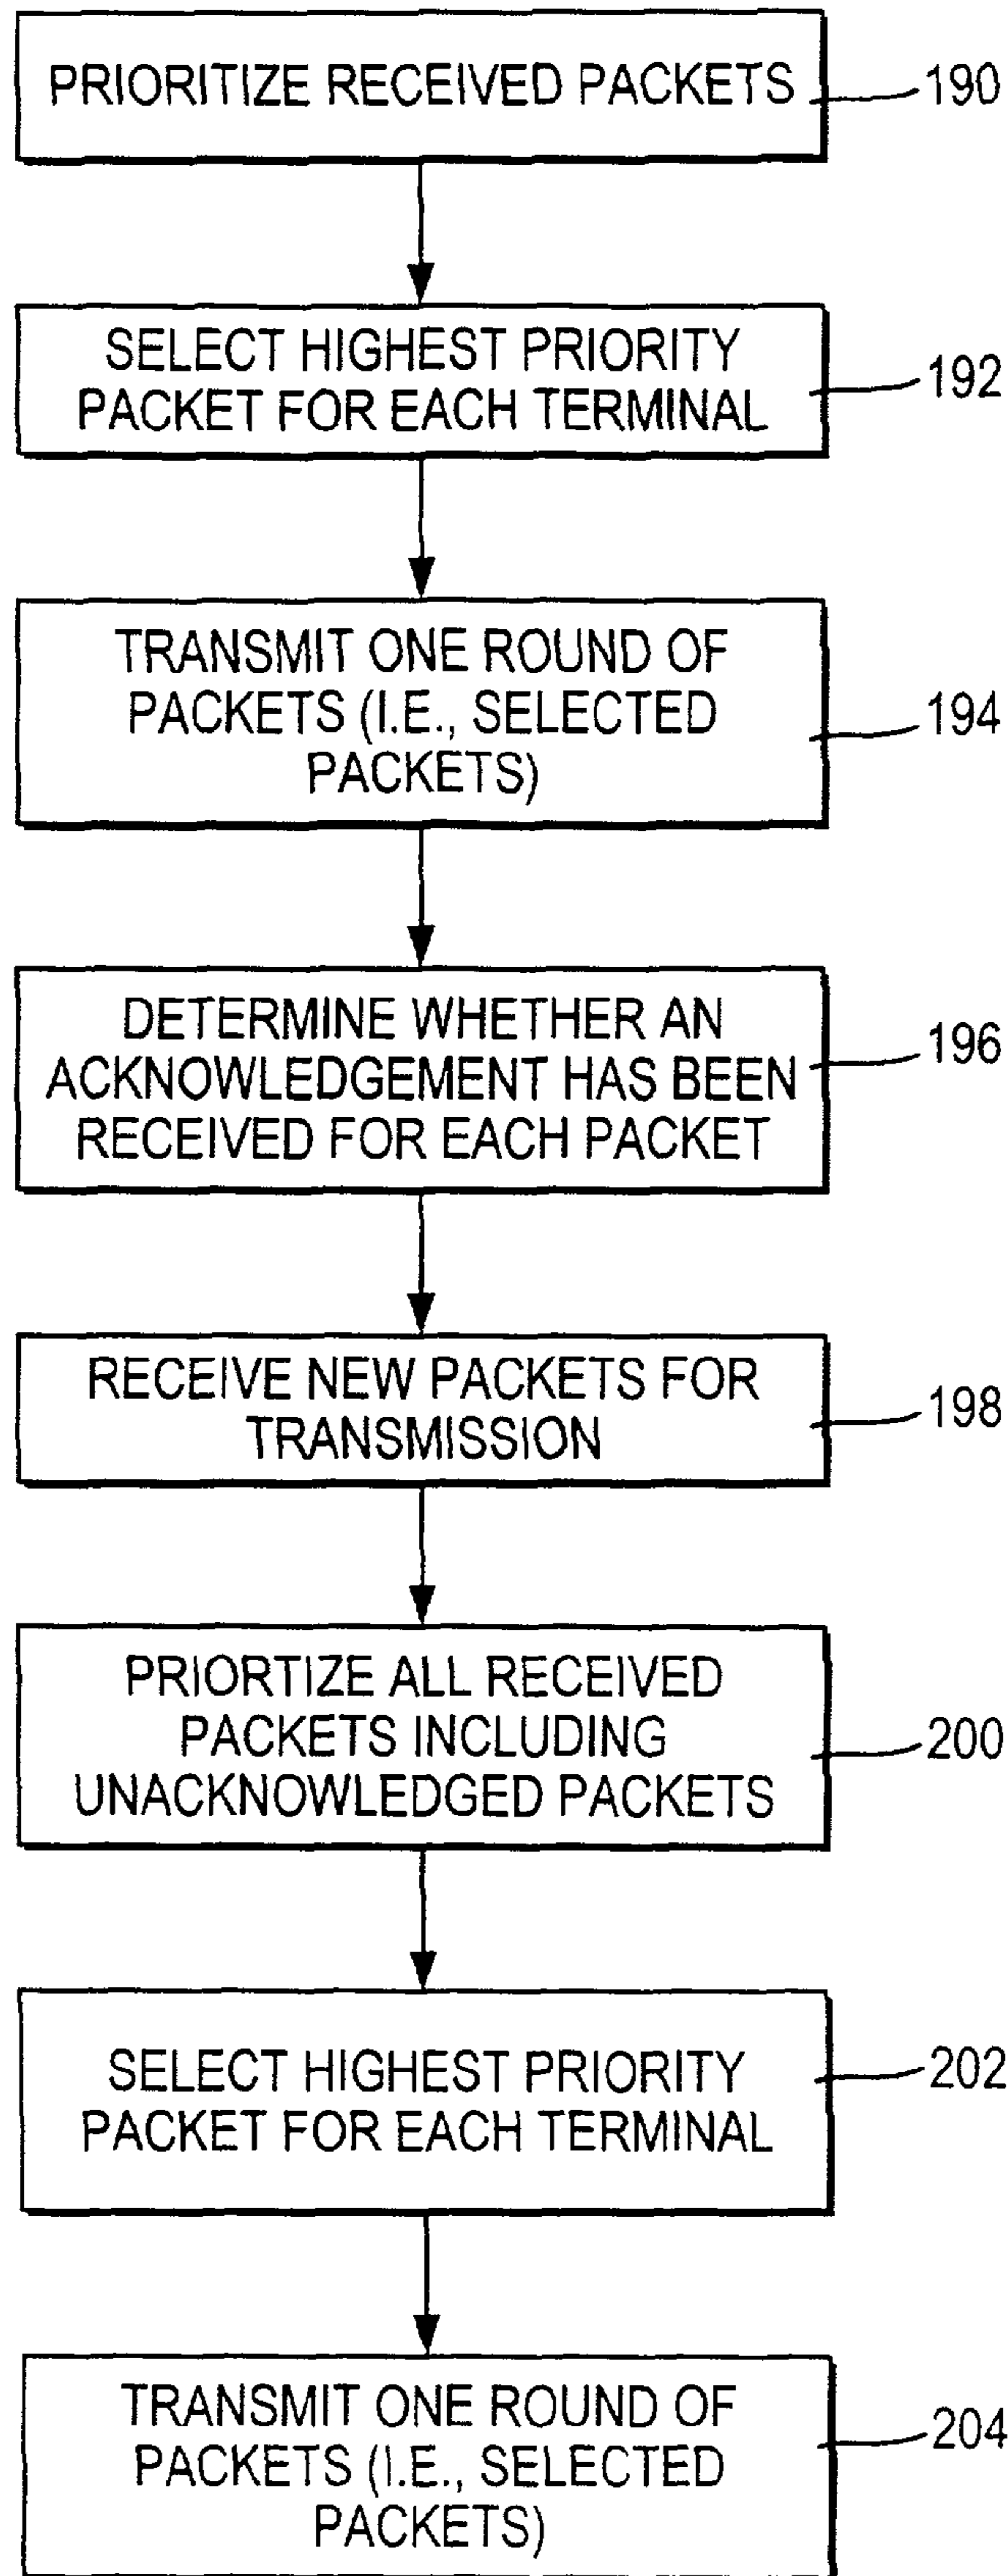 PRIORITIZE RECEIVED PACKETS
190
SELECT HIGHEST PRIORITY
PACKET FOR EACH TERMINAL
192
TRANSMIT ONE ROUND OF
PACKETS (I.E., SELECTED
PACKETS)
194
DETERMINE WHETHER AN
ACKNOWLEDGEMENT HAS BEEN
RECEIVED FOR EACH PACKET
196
RECEIVE NEW PACKETS FOR
TRANSMISSION
198
PRIORTIZE ALL RECEIVED
PACKETS INCLUDING
UNACKNOWLEDGED PACKETS
200
SELECT HIGHEST PRIORITY
PACKET FOR EACH TERMINAL
202
TRANSMIT ONE ROUND OF
PACKETS (I.E., SELECTED
PACKETS)
204